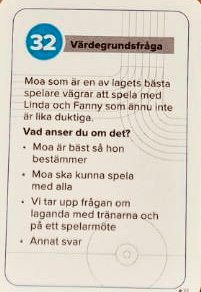 32
Värdegrundsfråga
Moa som är en av lagets bästa
spelare vägrar att spela med
Linda och Fanny som ännu inte
är lika duktiga.
Vad anser du om det?
• Moa är bäst så hon
bestämmer
• Moa ska kunna spela
med alla
• Vi tar upp frågan om
laganda med tränarna och
på ett spelarmöte
• Annat svar